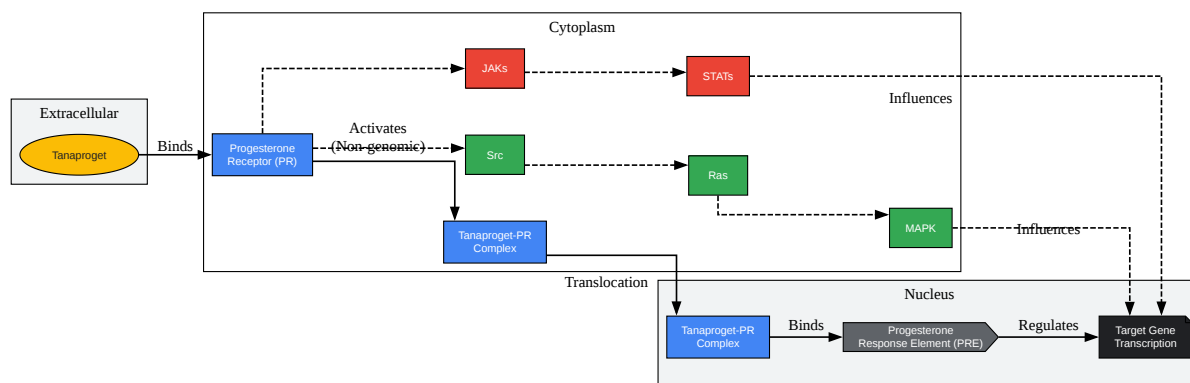 Cytoplasm
JAKs
STATs
Influences
Extracellular
Tanaproget
Binds
Progesterone
Receptor (PR)
Activates
(Non-genomic)
Src
Ras
MAPK
Influences
Tanaproget-PR
Complex
Translocation
Nucleus
Tanaproget-PR
Complex
Binds
Progesterone
Response Element (PRE)
Regulates
Target Gene
Transcription